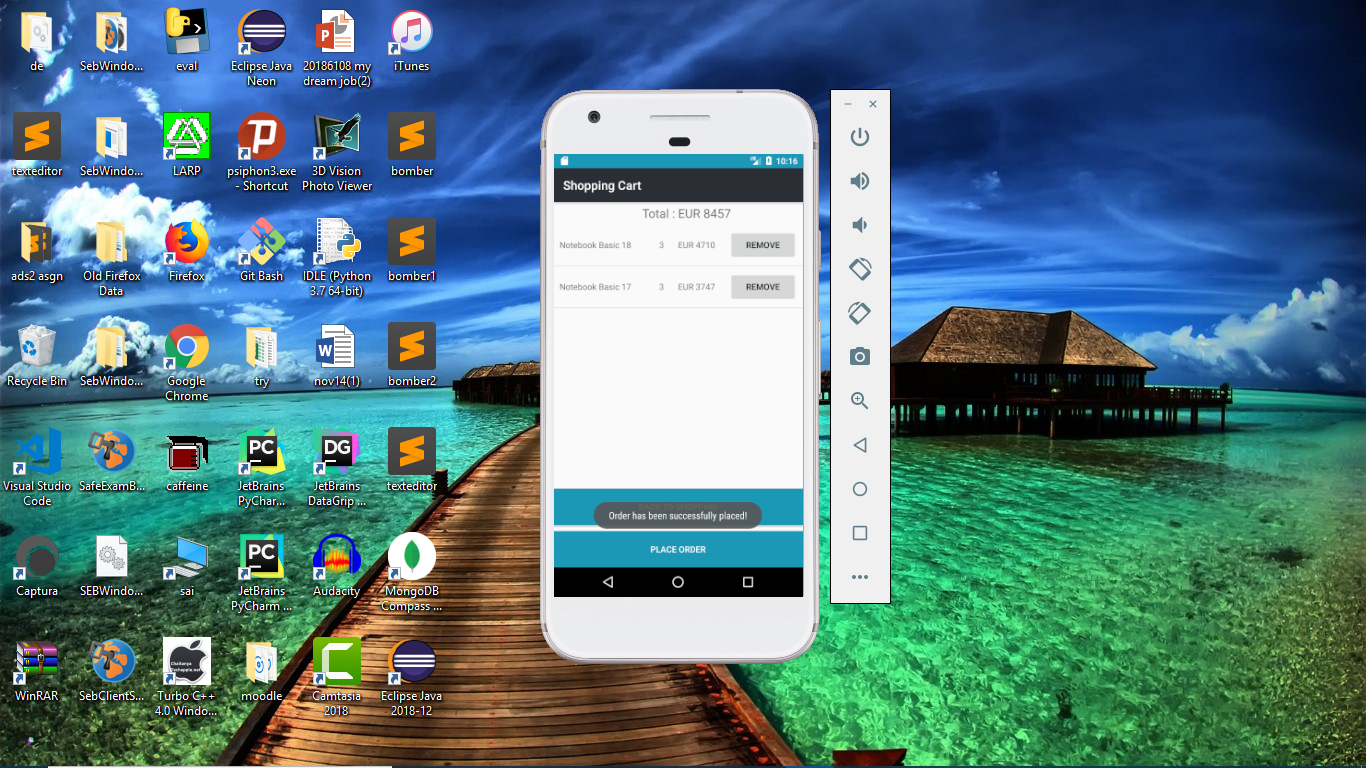 de
SebWindo...
eval
Eclipse Java
Neon
20186108 my
dream job(2)
iTunes
texteditor
SebWindo...
LARP
psiphon3.exe
- Shortcut
3D Vision
Photo Viewer
bomber
ads2 asgn
Old Firefox
Data
Firefox
Git Bash
IDLE (Python
3.7 64-bit)
bomber1
Recycle Bin
SebWindo...
Google
Chrome
try
nov14(1)
bomber2
Visual Studio
Code
SafeExamB...
caffeine
PC
JetBrains
PyChar...
DG
JetBrains
DataGrip ...
texteditor
Captura
SEBWindo...
sai
PC
JetBrains
PyCharm ...
Audacity
MongoDB
Compass ...
WinRAR
SebClientS...
Turbo C++
4.0 Windo...
moodle
Camtasia
2018
Eclipse Java
2018-12
10:16
Shopping Cart
Total : EUR 8457
Notebook Basic 18 3 EUR 4710 REMOVE
Notebook Basic 17 3 EUR 3747 REMOVE
Order has been successfully placed!
PLACE ORDER